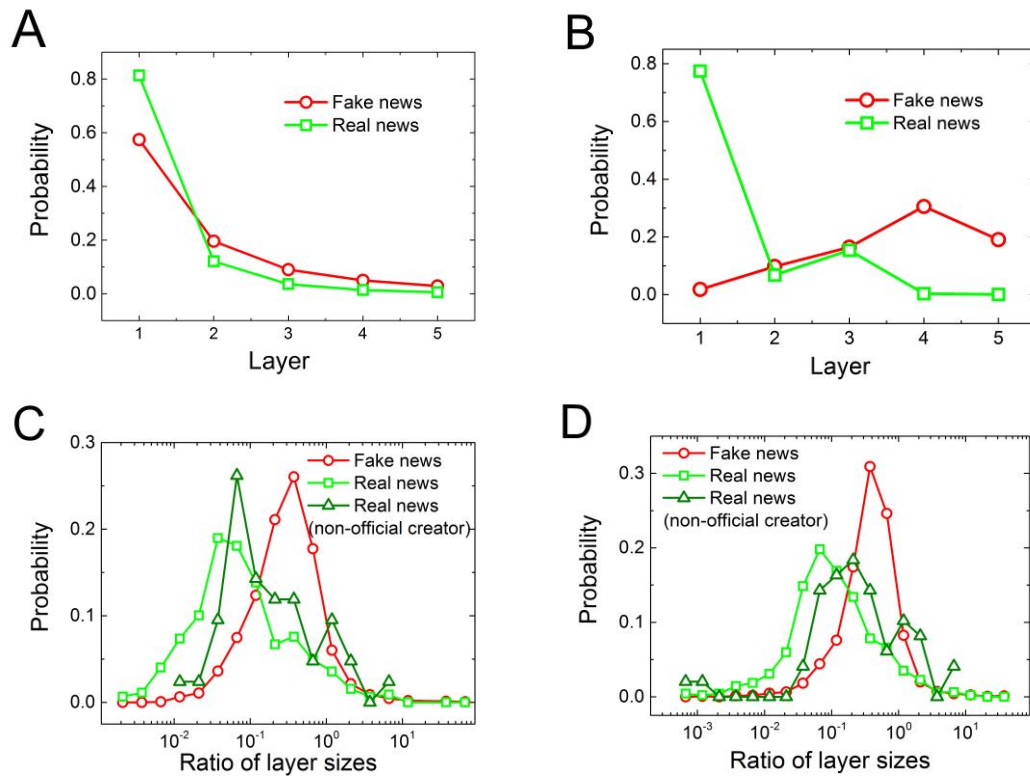 A
0.8
0.6
0.4
0.2
0.0
Probability
Fake news
Real news
1 2 3 4 5
Layer
B
0.8
0.6
0.4
0.2
0.0
Probability
Fake news
Real news
1 2 3 4 5
Layer
C
0.3
0.2
0.1
0.0
Probability
Fake news
Real news
Real news
(non-official creator)
10-2 10-1 100 101
Ratio of layer sizes
D
0.3
0.2
0.1
0.0
Probability
Fake news
Real news
Real news
(non-official creator)
10-3 10-2 10-1 100 101
Ratio of layer sizes